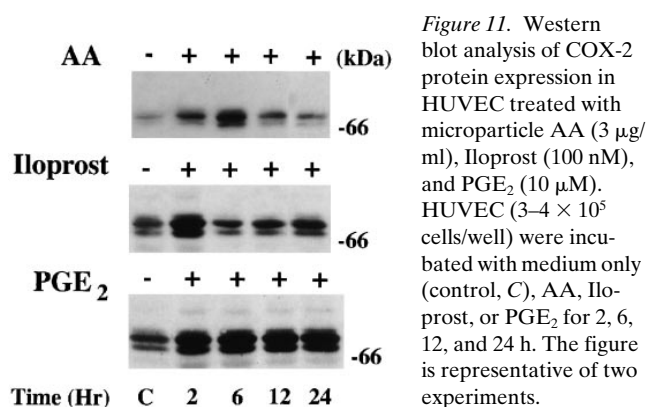 AA - + + + + (kDa)
-66
Iloprost - + + + +
-66
PGE2 - + + + +
-66
Time (Hr) C 2 6 12 24
Figure 11. Western
blot analysis of COX-2
protein expression in
HUVEC treated with
microparticle AA (3 μg/
ml), Iloprost (100 nM),
and PGE2 (10 μM).
HUVEC (3–4 × 10⁵
cells/well) were incu-
bated with medium only
(control, C), AA, Ilo-
prost, or PGE2 for 2, 6,
12, and 24 h. The figure
is representative of two
experiments.